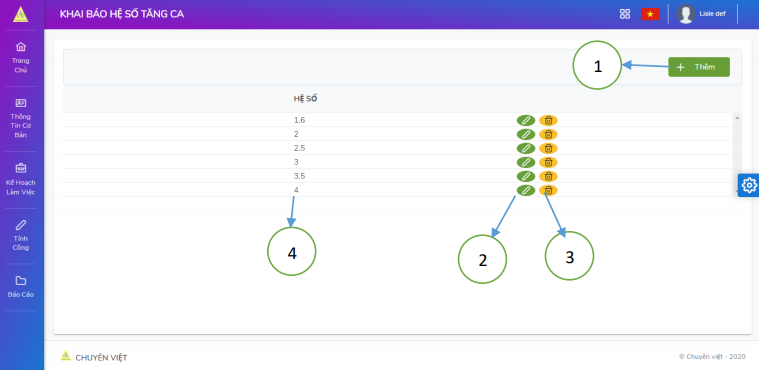 KHAI BÁO HỆ SỐ TĂNG CA
Lisle def
Trang
Chủ
Thông
Tin Cơ
Bản
Kế Hoạch
Làm Việc
Tính
Công
Báo Cáo
1
+ Thêm
HỆ SỐ
1.6
2
2.5
3
3.5
4
4
2
3
CHUYÊN VIỆT
© Chuyên việt - 2020